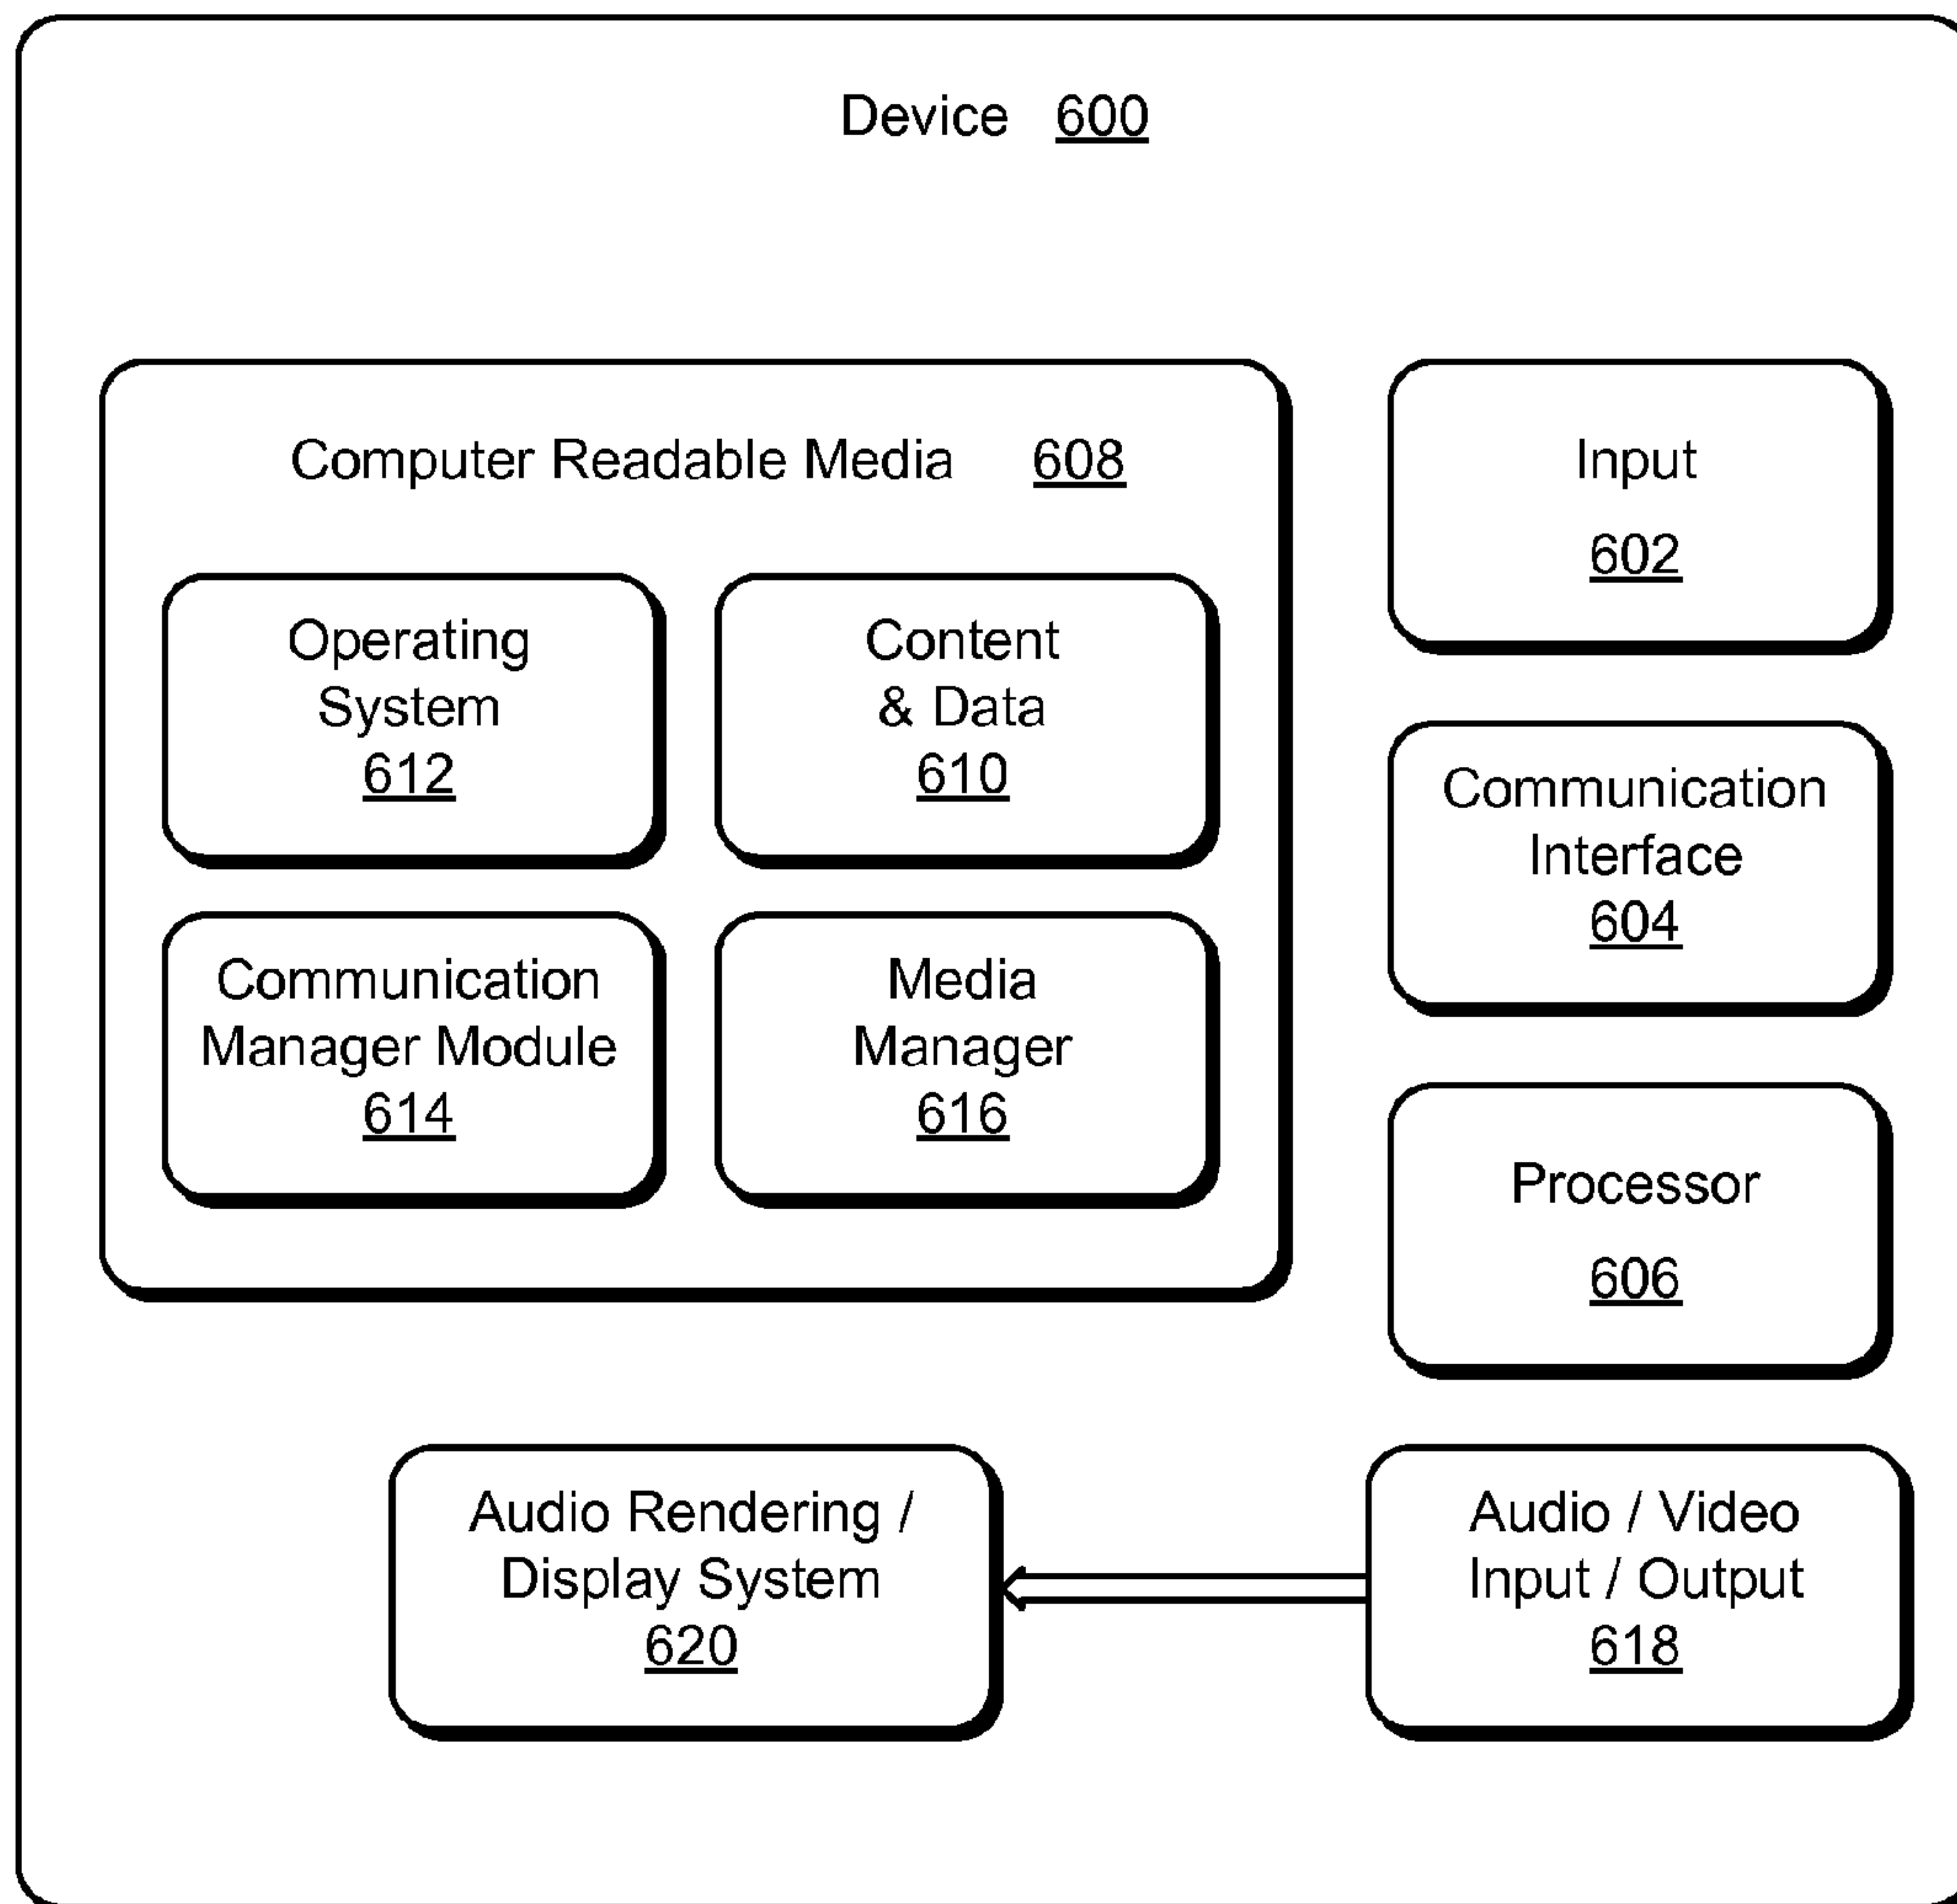 Device 600
Computer Readable Media 608
Operating
System
612
Content
& Data
610
Communication
Manager Module
614
Media
Manager
616
Input
602
Communication
Interface
604
Processor
606
Audio Rendering /
Display System
620
Audio / Video
Input / Output
618